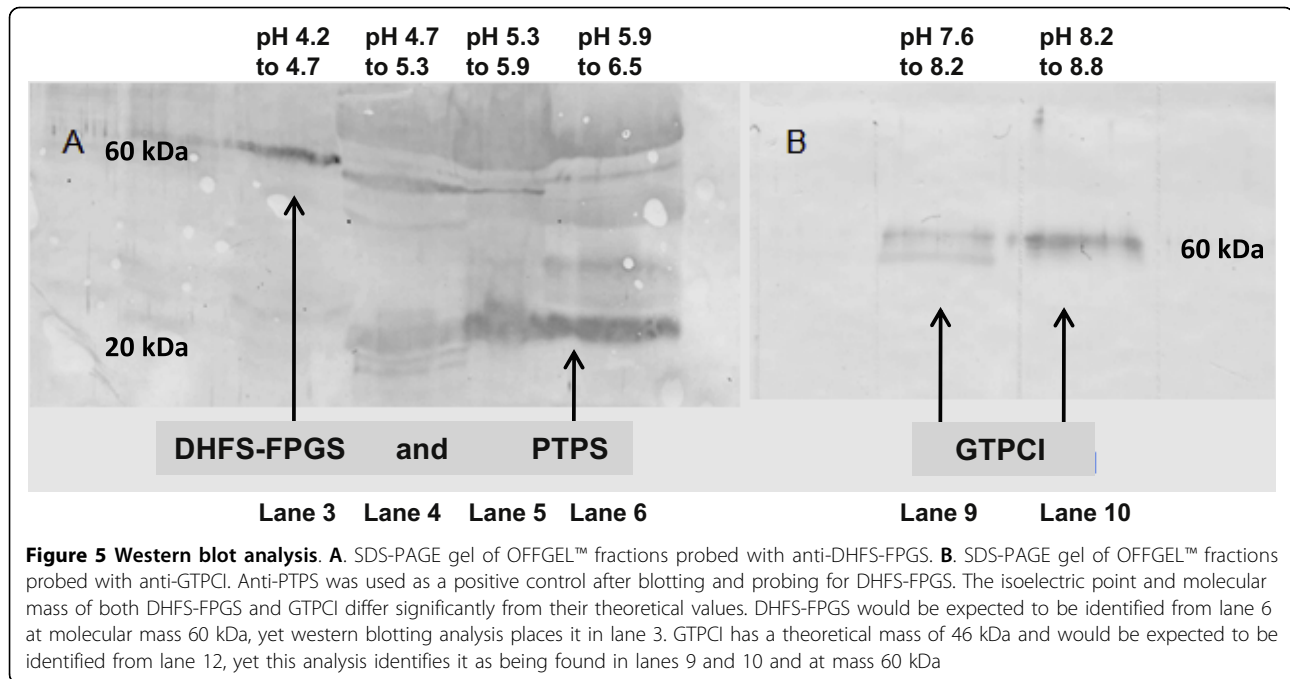 pH 4.2 to 4.7
pH 4.7 to 5.3
pH 5.3 to 5.9
pH 5.9 to 6.5
pH 7.6 to 8.2
pH 8.2 to 8.8
A
60 kDa
20 kDa
B
60 kDa
DHFS-FPGS and PTPS
GTPCI
Lane 3 Lane 4 Lane 5 Lane 6
Lane 9 Lane 10
Figure 5 Western blot analysis. A. SDS-PAGE gel of OFFGEL™ fractions probed with anti-DHFS-FPGS. B. SDS-PAGE gel of OFFGEL™ fractions
probed with anti-GTPCI. Anti-PTPS was used as a positive control after blotting and probing for DHFS-FPGS. The isoelectric point and molecular
mass of both DHFS-FPGS and GTPCI differ significantly from their theoretical values. DHFS-FPGS would be expected to be identified from lane 6
at molecular mass 60 kDa, yet western blotting analysis places it in lane 3. GTPCI has a theoretical mass of 46 kDa and would be expected to be
identified from lane 12, yet this analysis identifies it as being found in lanes 9 and 10 and at mass 60 kDa